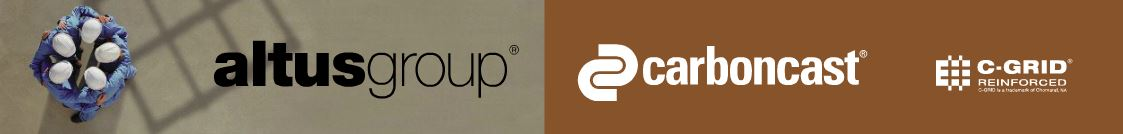 altusgroup®
carboncast®
C-GRID®
REINFORCED
C-GRID is a trademark of Chomarat, NA